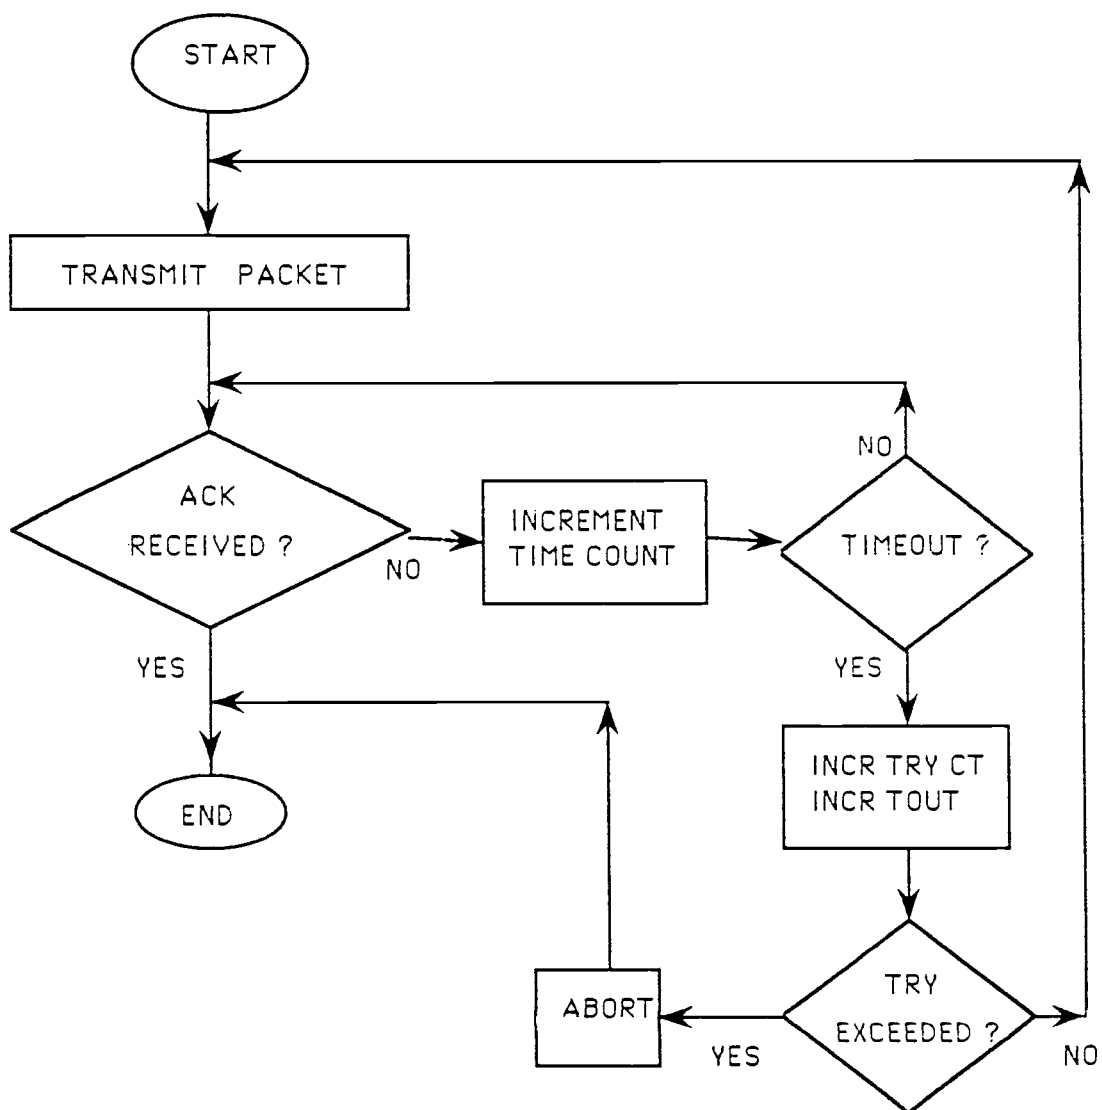 START
TRANSMIT PACKET
ACK
RECEIVED ?
NO
INCREMENT
TIME COUNT
NO
TIMEOUT ?
YES
YES
INCR TRY CT
INCR TOUT
END
TRY
EXCEEDED ?
ABORT
YES
NO